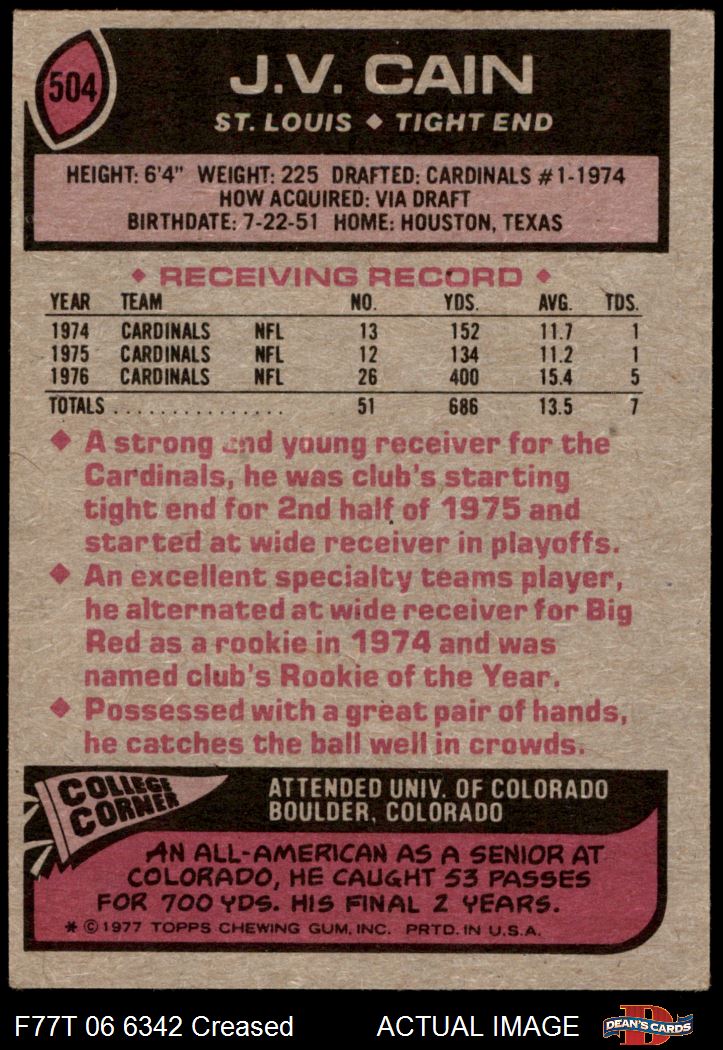 504
J.V. CAIN
ST. LOUIS ◆ TIGHT END
HEIGHT: 6'4" WEIGHT: 225 DRAFTED: CARDINALS #1-1974
HOW ACQUIRED: VIA DRAFT
BIRTHDATE: 7-22-51 HOME: HOUSTON, TEXAS
◆ RECEIVING RECORD ◆
YEAR TEAM NO. YDS. AVG. TDS.
1974 CARDINALS NFL 13 152 11.7 1
1975 CARDINALS NFL 12 134 11.2 1
1976 CARDINALS NFL 26 400 15.4 5
TOTALS . . . . . . . . . . . . . . . 51 686 13.5 7
◆ A strong and young receiver for the
Cardinals, he was club's starting
tight end for 2nd half of 1975 and
started at wide receiver in playoffs.
◆ An excellent specialty teams player,
he alternated at wide receiver for Big
Red as a rookie in 1974 and was
named club's Rookie of the Year.
◆ Possessed with a great pair of hands,
he catches the ball well in crowds.
COLLEGE
CORNER
ATTENDED UNIV. OF COLORADO
BOULDER, COLORADO
AN ALL-AMERICAN AS A SENIOR AT
COLORADO, HE CAUGHT 53 PASSES
FOR 700 YDS. HIS FINAL 2 YEARS.
* © 1977 TOPPS CHEWING GUM, INC. PRTD. IN U.S.A.
F77T 06 6342 Creased ACTUAL IMAGE
D
DEAN'S CARDS